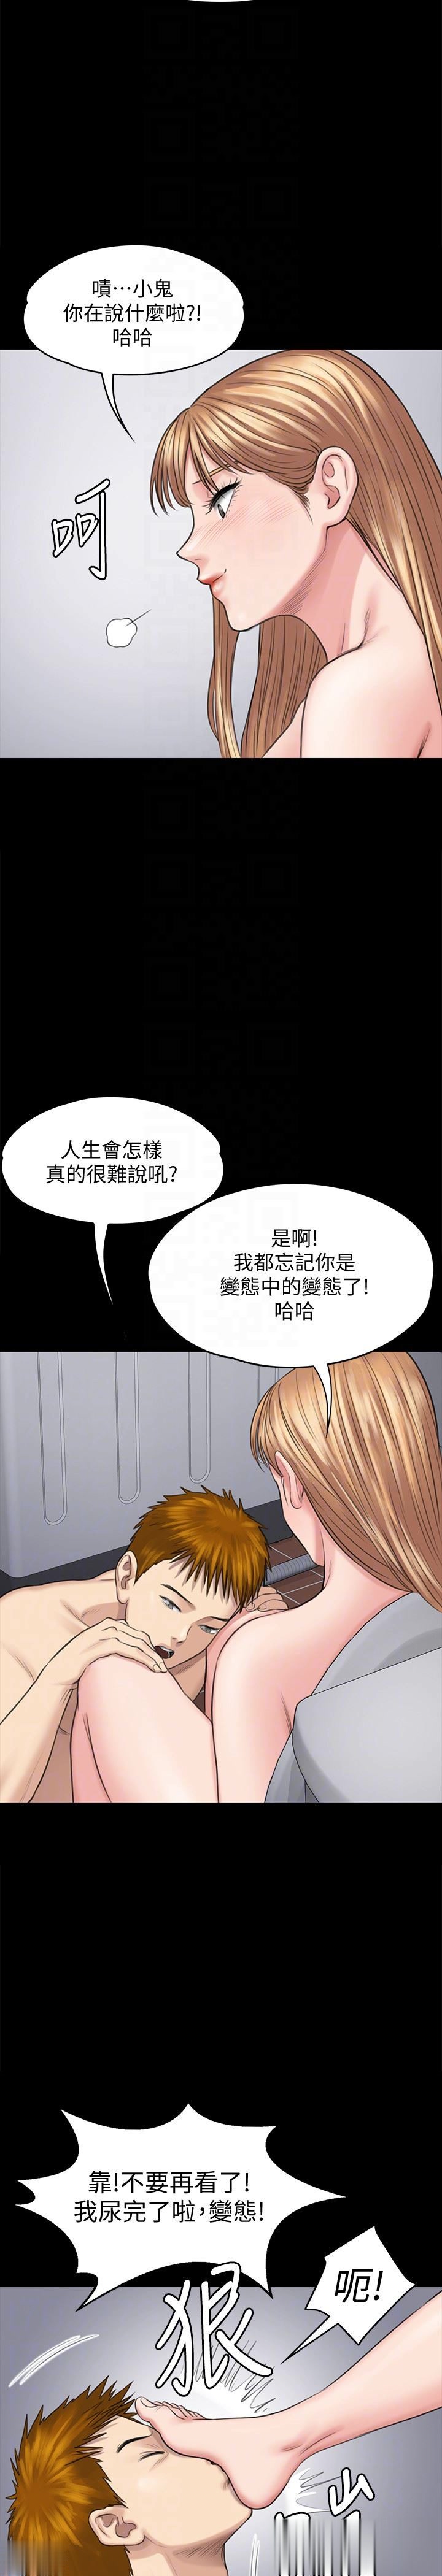 嘖…小鬼
你在說什麼啦?!
哈哈
呵
人生會怎樣
真的很難說吼?
是啊!
我都忘記你是
變態中的變態了!
哈哈
靠!不要再看了!
我尿完了啦，變態!
呃!
狠